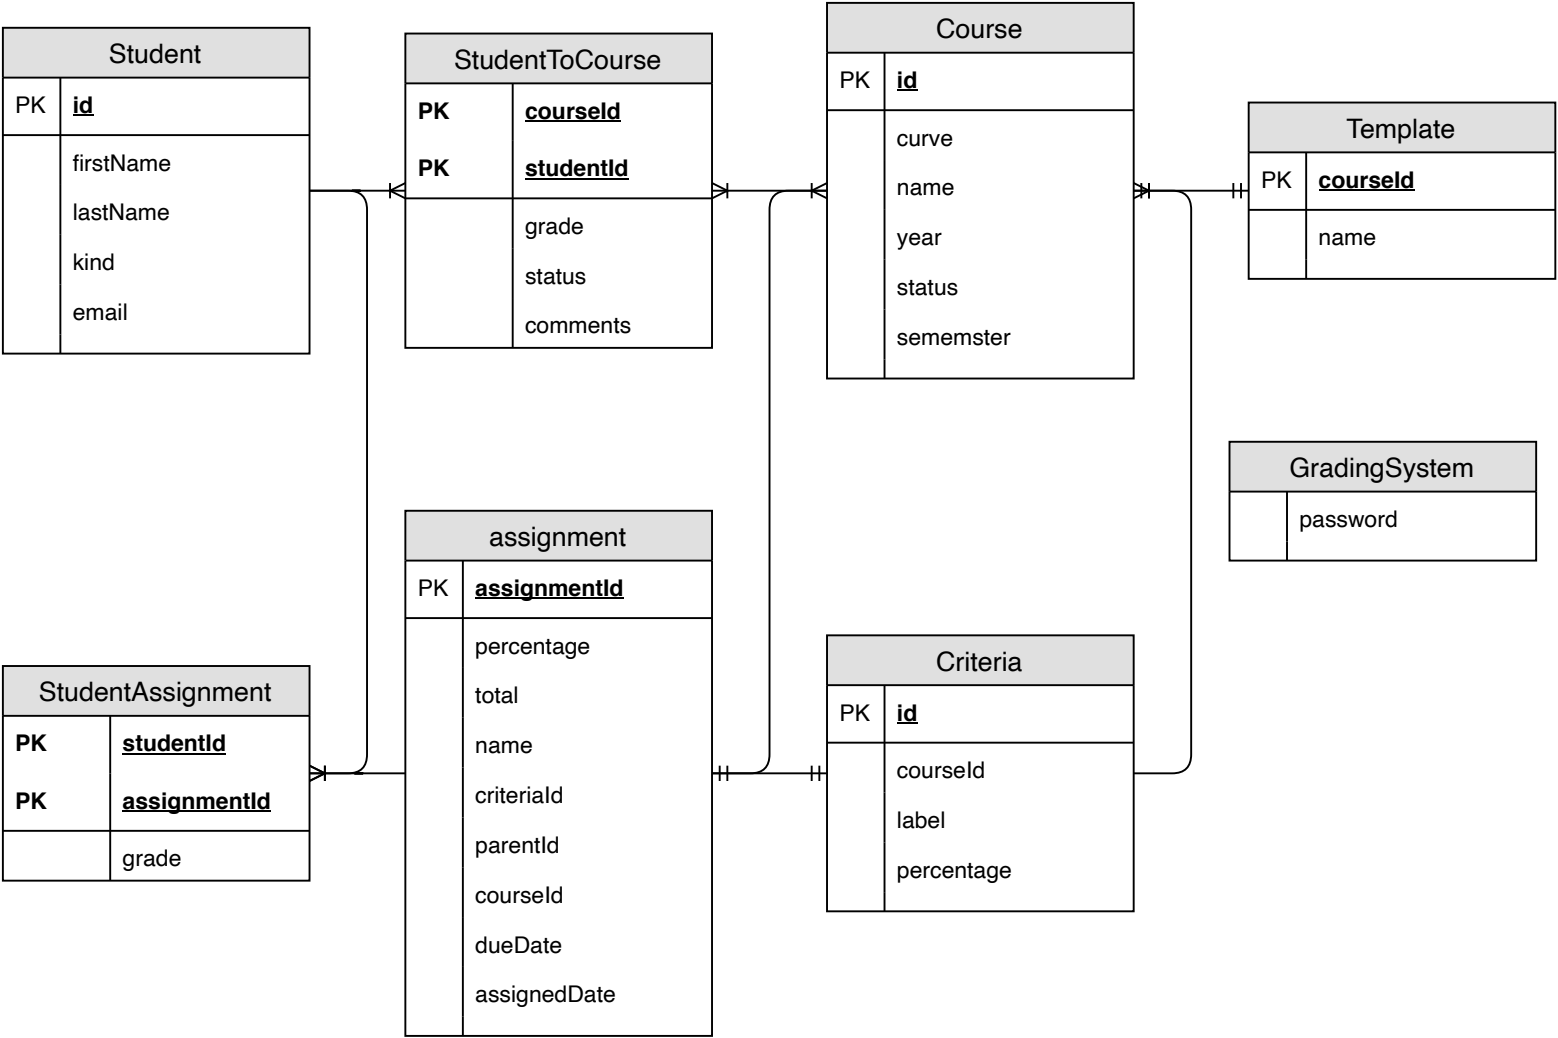 Student
PK id
firstName
lastName
kind
email
StudentToCourse
PK courseId
PK studentId
grade
status
comments
Course
PK id
curve
name
year
status
sememster
Template
PK courseId
name
GradingSystem
password
StudentAssignment
PK studentId
PK assignmentId
grade
assignment
PK assignmentId
percentage
total
name
criteriaId
parentId
courseId
dueDate
assignedDate
Criteria
PK id
courseId
label
percentage